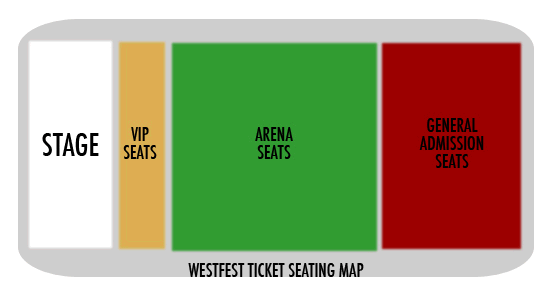 STAGE
VIP
SEATS
ARENA
SEATS
GENERAL
ADMISSION
SEATS
WESTFEST TICKET SEATING MAP